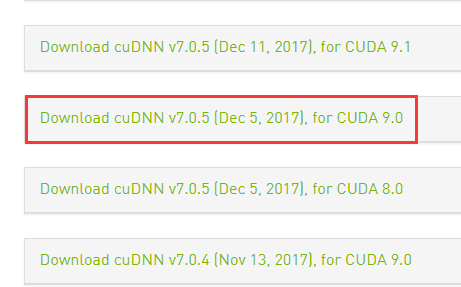 Download cuDNN v7.0.5 (Dec 11, 2017), for CUDA 9.1
Download cuDNN v7.0.5 (Dec 5, 2017), for CUDA 9.0
Download cuDNN v7.0.5 (Dec 5, 2017), for CUDA 8.0
Download cuDNN v7.0.4 (Nov 13, 2017), for CUDA 9.0